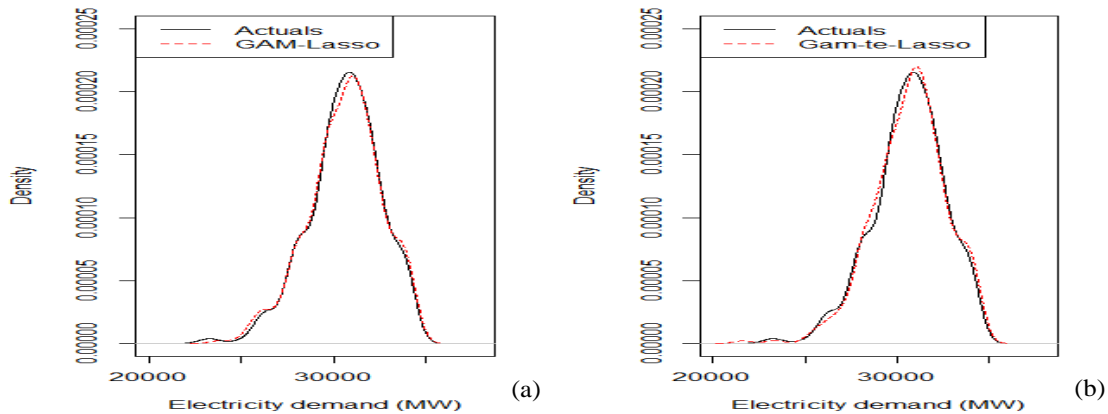 Actuals
GAM-Lasso
Density
0.00000
0.00005
0.00010
0.00015
0.00020
0.00025
20000
30000
Electricity demand (MW)
(a)
Actuals
Gam-te-Lasso
Density
0.00000
0.00005
0.00010
0.00015
0.00020
0.00025
20000
30000
Electricity demand (MW)
(b)